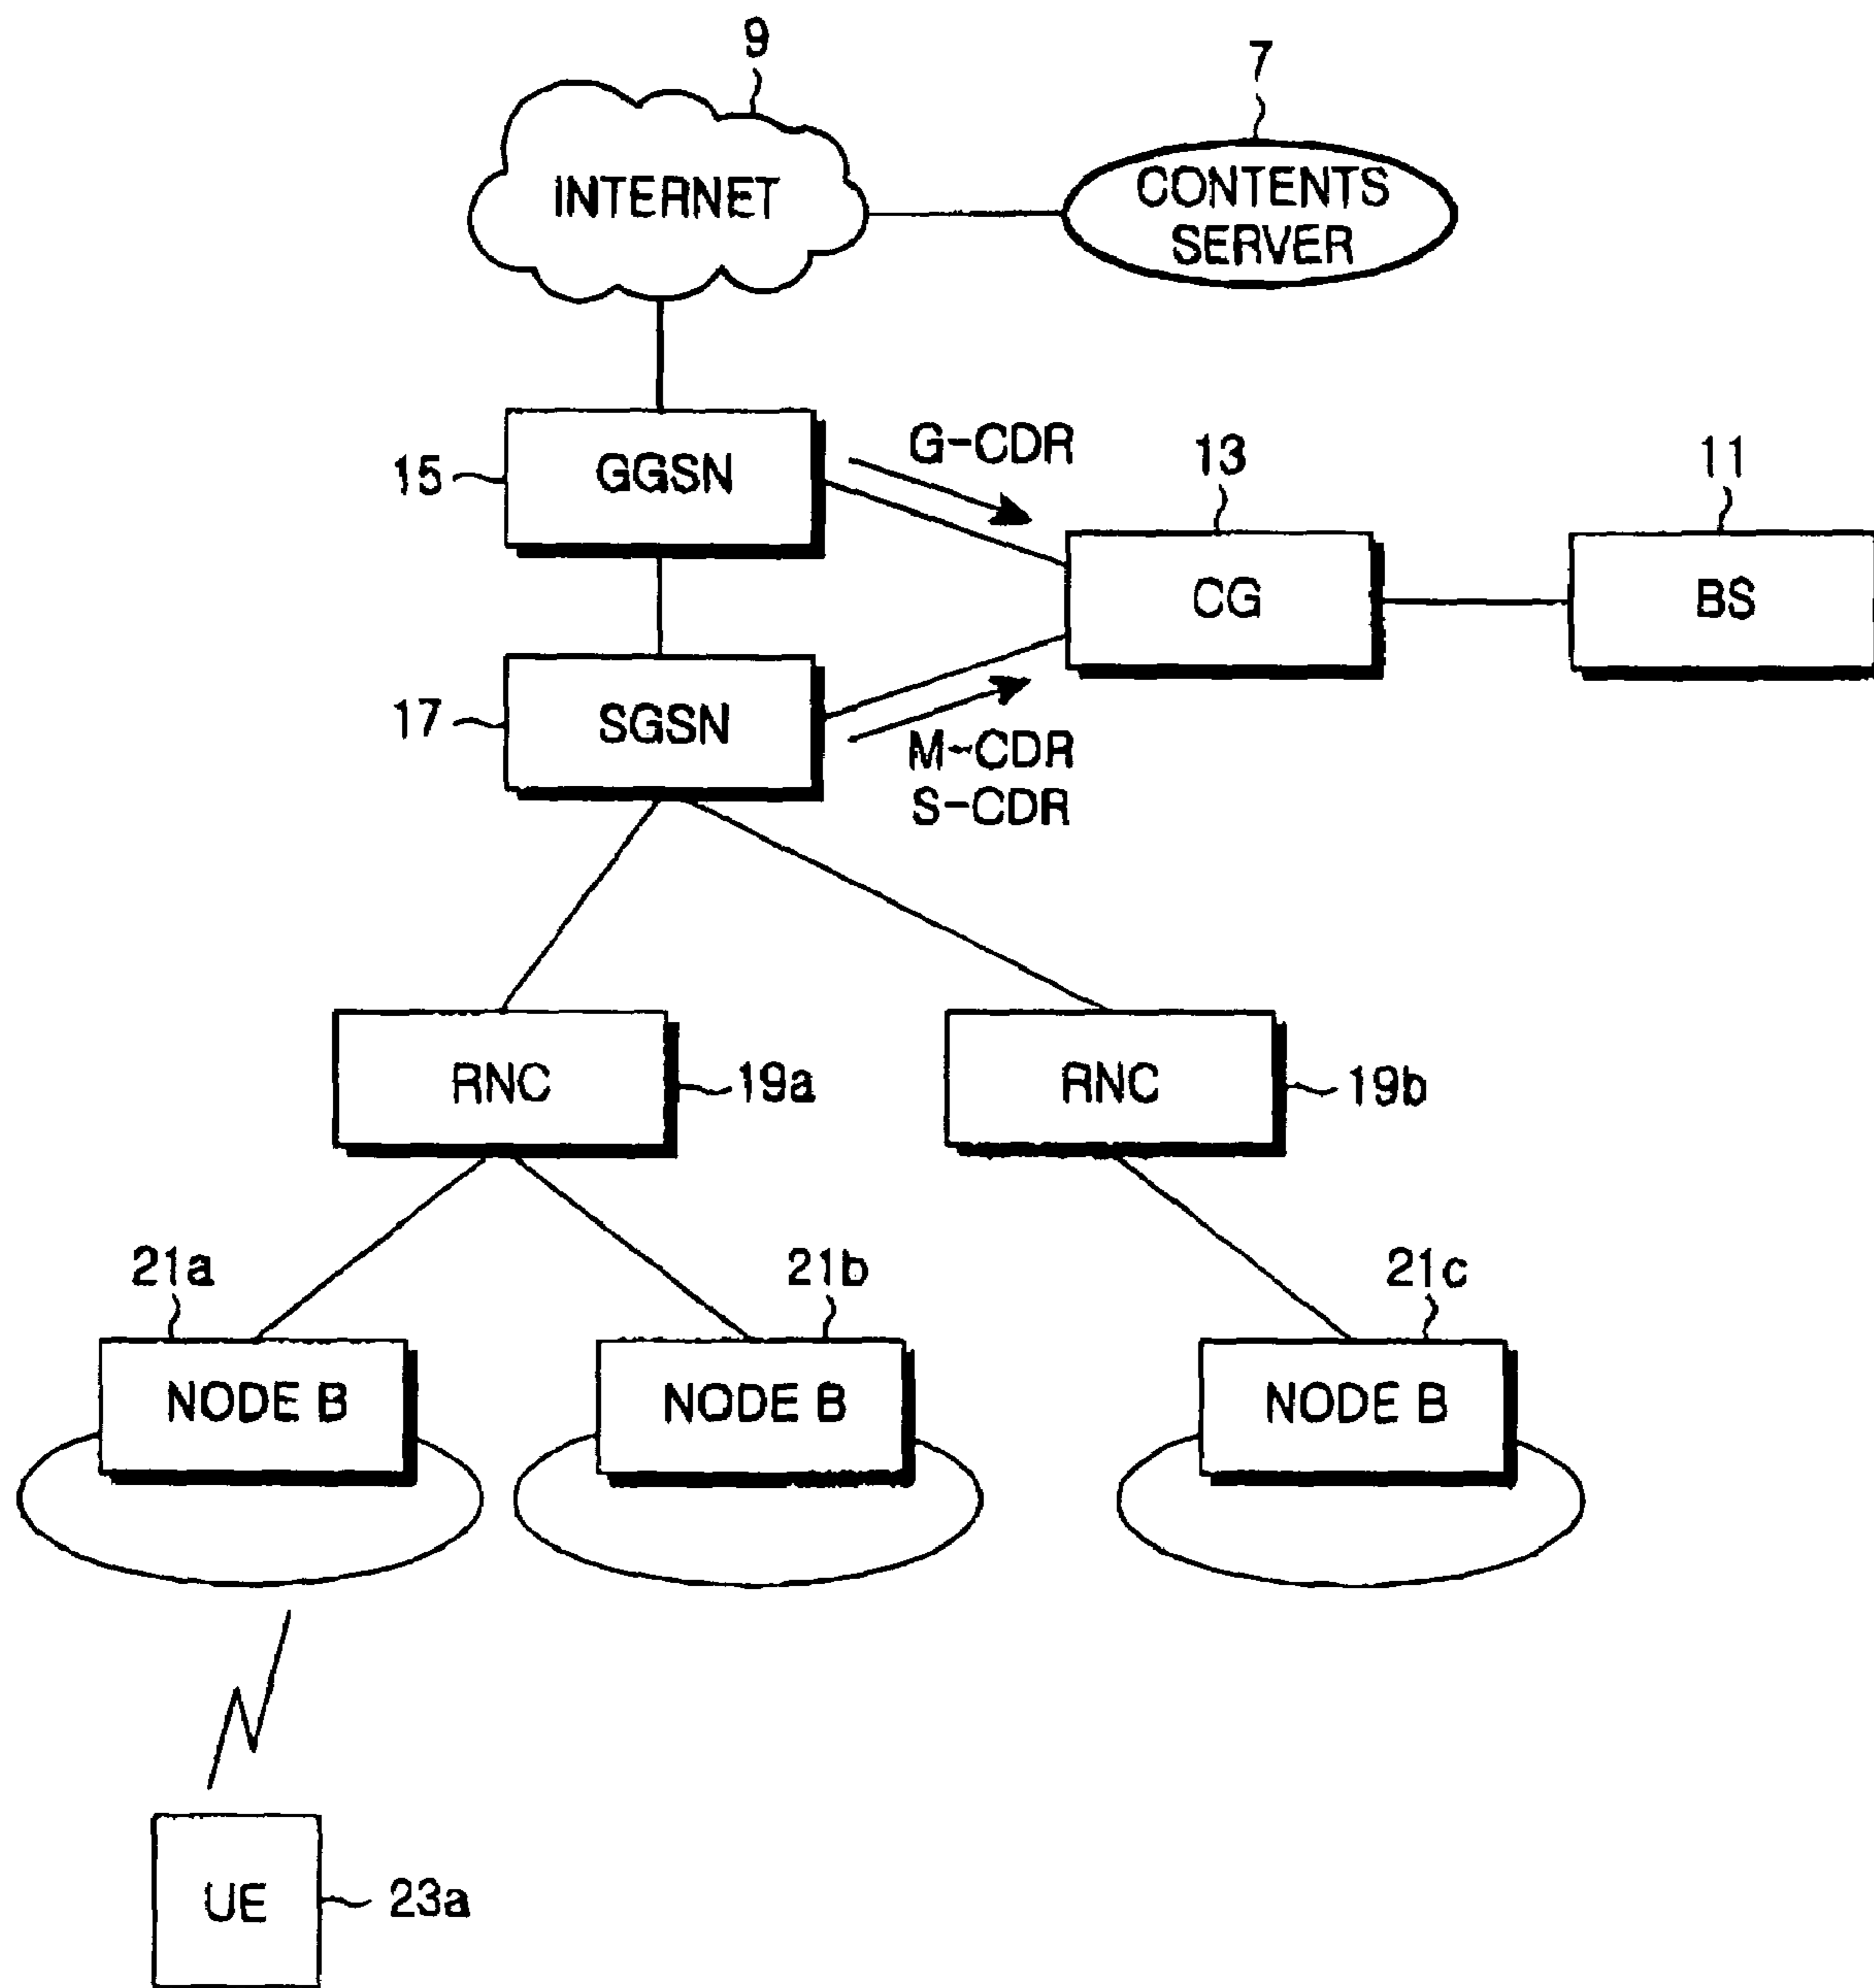 9
7
INTERNET
CONTENTS
SERVER
15
GGSN
G-CDR
13
11
CG
BS
17
SGSN
M-CDR
S-CDR
RNC
19a
RNC
19b
21a
21b
21c
NODE B
NODE B
NODE B
UE
23a